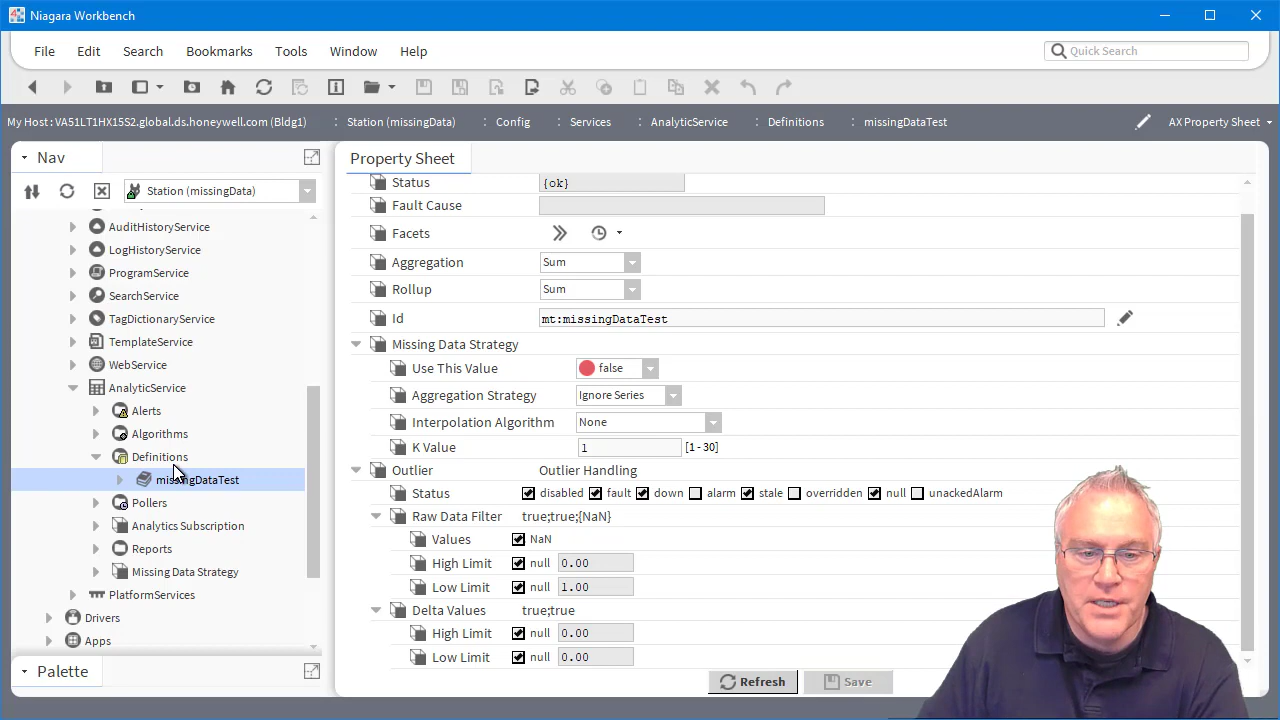 Niagara Workbench
File Edit Search Bookmarks Tools Window Help
Quick Search
My Host : VA51LT1HX15S2.global.ds.honeywell.com (Bldg1) : Station (missingData) : Config : Services : AnalyticService : Definitions : missingDataTest
AX Property Sheet
Nav
Station (missingData)
AuditHistoryService
LogHistoryService
ProgramService
SearchService
TagDictionaryService
TemplateService
WebService
AnalyticService
Alerts
Algorithms
Definitions
missingDataTest
Pollers
Analytics Subscription
Reports
Missing Data Strategy
PlatformServices
Drivers
Apps
Palette
Property Sheet
Status {ok}
Fault Cause
Facets
Aggregation Sum
Rollup Sum
Id mt:missingDataTest
Missing Data Strategy
Use This Value false
Aggregation Strategy Ignore Series
Interpolation Algorithm None
K Value 1 [1-30]
Outlier Outlier Handling
Status disabled fault down alarm stale overridden null unackedAlarm
Raw Data Filter true;true;{NaN}
Values NaN
High Limit null 0.00
Low Limit null 1.00
Delta Values true;true
High Limit null 0.00
Low Limit null 0.00
Refresh Save